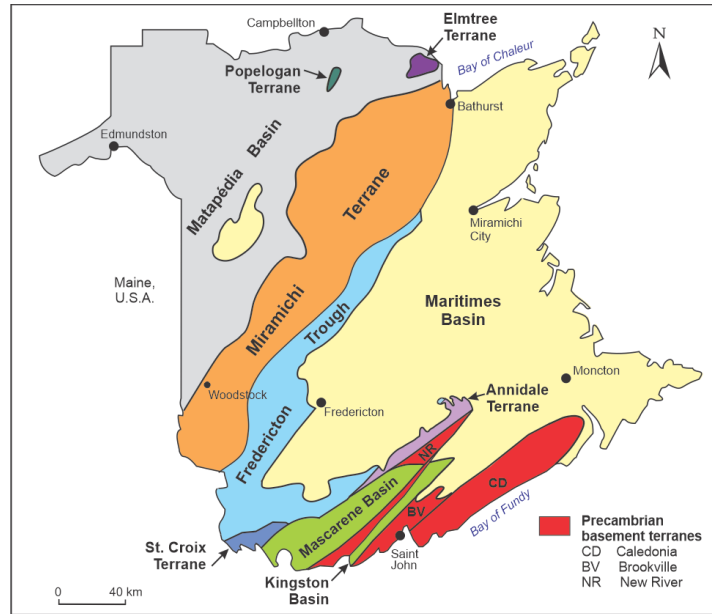 Campbellton
Elmtree
Terrane
Bay of Chaleur
N
Popelogan
Terrane
Bathurst
Edmundston
Matapédia Basin
Terrane
Miramichi
City
Maine,
U.S.A.
Miramichi
Trough
Maritimes
Basin
Woodstock
Fredericton
Fredericton
Moncton
Annidale
Terrane
NR
CD
Mascarene Basin
BV
Bay of Fundy
St. Croix
Terrane
Saint
John
Kingston
Basin
Precambrian
basement terranes
CD Caledonia
BV Brookville
NR New River
0 40 km